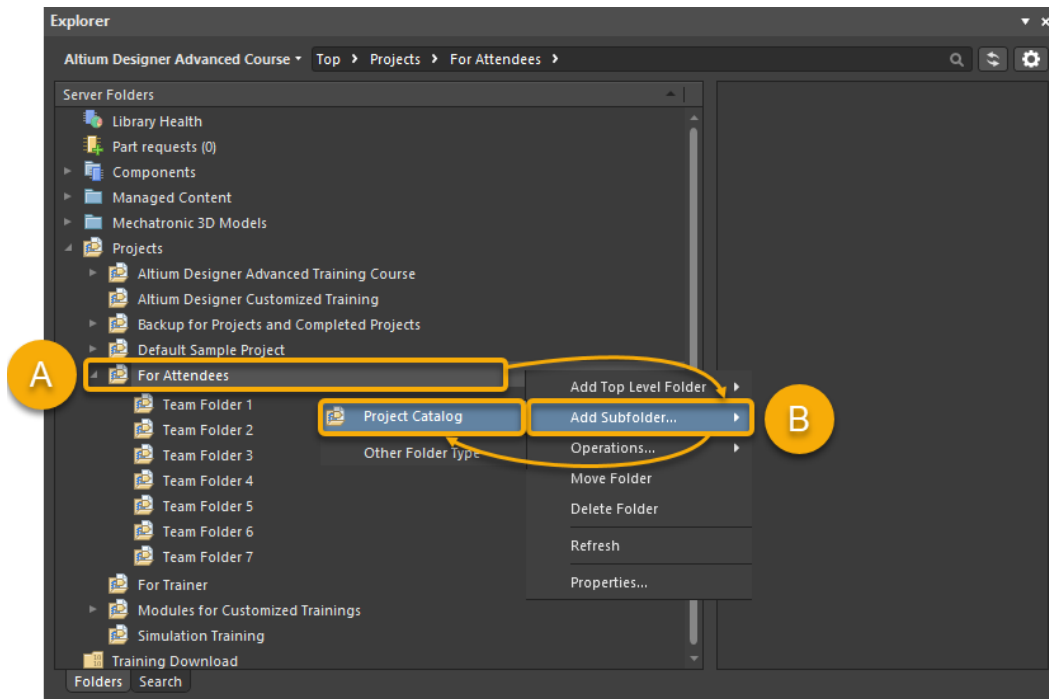 Explorer
Altium Designer Advanced Course Top Projects For Attendees
Server Folders
Library Health
Part requests (0)
Components
Managed Content
Mechatronic 3D Models
Projects
Altium Designer Advanced Training Course
Altium Designer Customized Training
Backup for Projects and Completed Projects
Default Sample Project
A
For Attendees
Team Folder 1
Team Folder 2
Team Folder 3
Team Folder 4
Team Folder 5
Team Folder 6
Team Folder 7
For Trainer
Modules for Customized Trainings
Simulation Training
Training Download
Add Top Level Folder
Add Subfolder...
B
Operations...
Move Folder
Delete Folder
Refresh
Properties...
Project Catalog
Other Folder Type
Folders Search